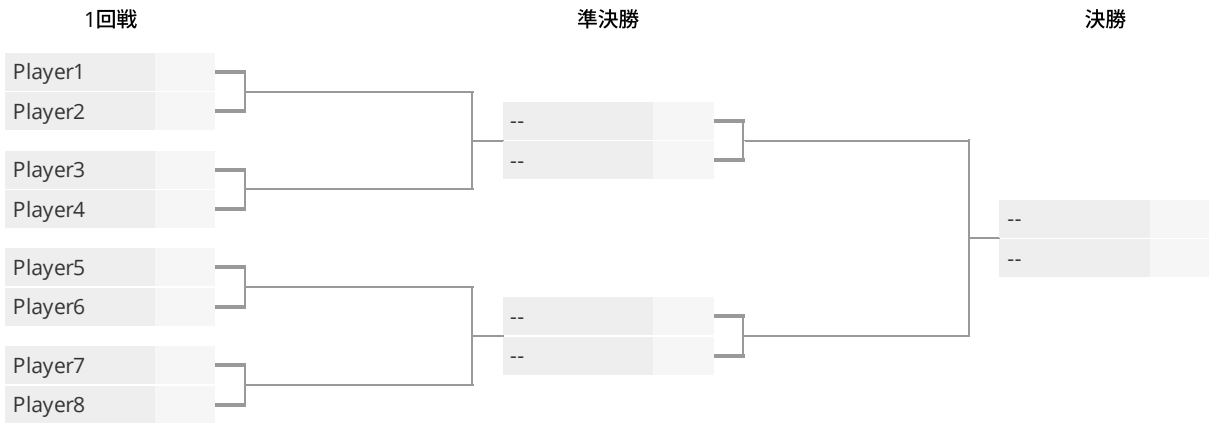 1回戦
準決勝
決勝
Player1
Player2
Player3
Player4
Player5
Player6
Player7
Player8
--
--
--
--
--
--